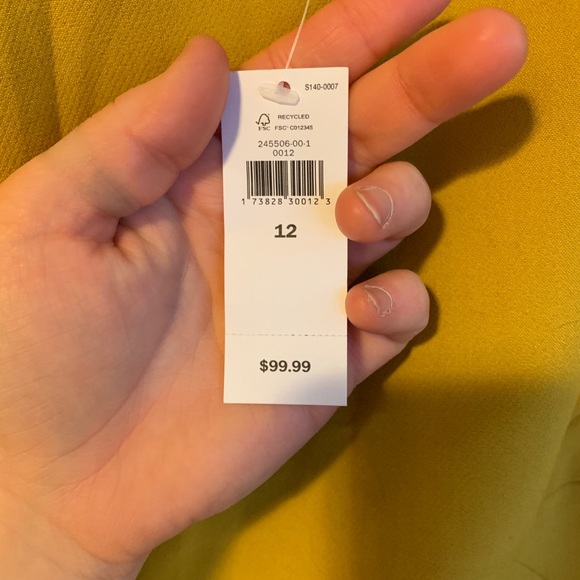 S140-0007
RECYCLED
FSC FSC® C012345
245506-00-1
0012
1 73828 30012 3
12
$99.99